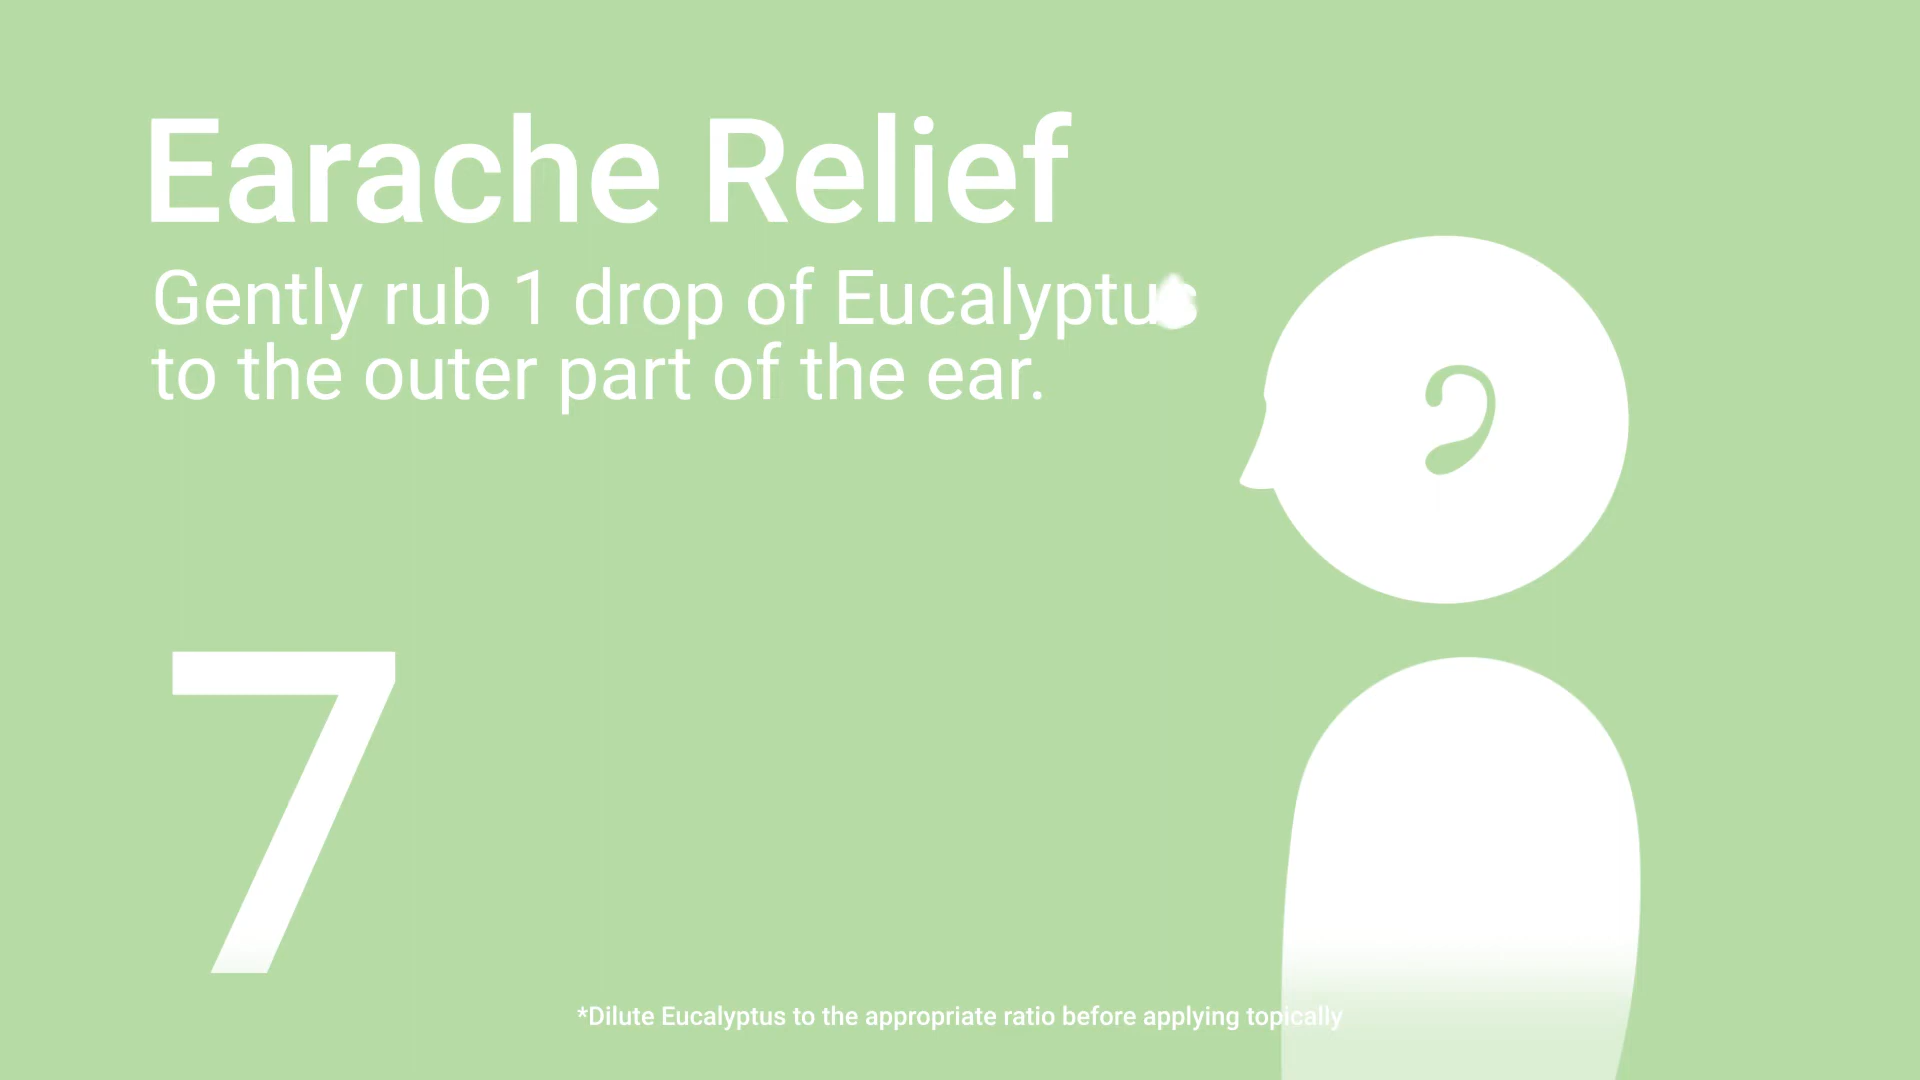 Earache Relief
Gently rub 1 drop of Eucalyptus
to the outer part of the ear.
7
*Dilute Eucalyptus to the appropriate ratio before applying topically